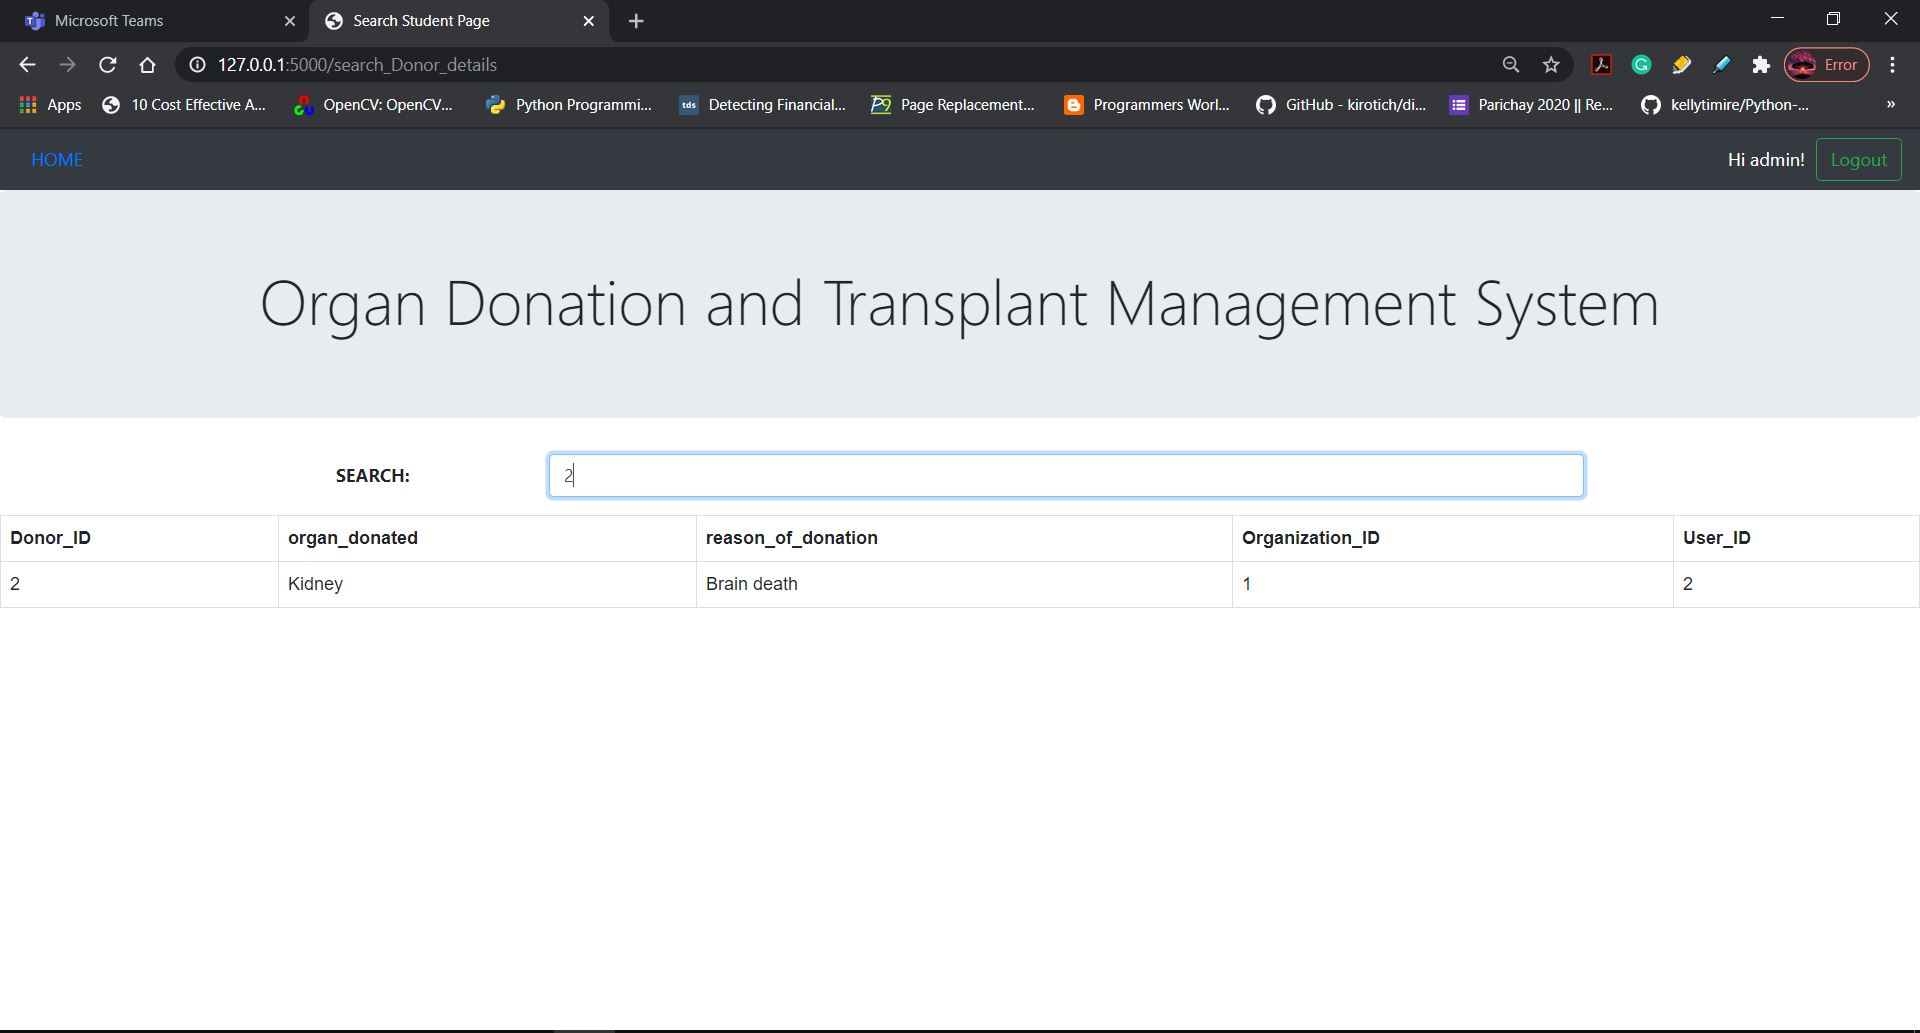 Microsoft Teams
Search Student Page
127.0.0.1:5000/search_Donor_details
Error
Apps
10 Cost Effective A...
OpenCV: OpenCV...
Python Programmi...
tds
Detecting Financial...
Page Replacement...
Programmers Worl...
GitHub - kirotich/di...
Parichay 2020 || Re...
kellytimire/Python-...
»
HOME
Hi admin!
Logout
Organ Donation and Transplant Management System
SEARCH:
2
Donor_ID organ_donated reason_of_donation Organization_ID User_ID
2 Kidney Brain death 1 2